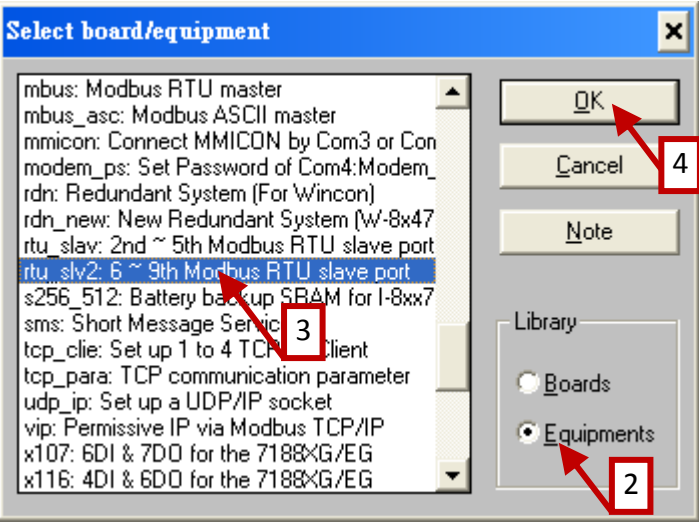 Select board/equipment
mbus: Modbus RTU master
mbus_asc: Modbus ASCII master
mmicon: Connect MMICON by Com3 or Con
modem_ps: Set Password of Com4:Modem_
rdn: Redundant System (For Wincon)
rdn_new: New Redundant System (W-8x47
rtu_slav: 2nd ~ 5th Modbus RTU slave port
rtu_slv2: 6 ~ 9th Modbus RTU slave port
s256_512: Battery backup SRAM for I-8xx7
sms: Short Message Servic
tcp_clie: Set up 1 to 4 TCP Client
tcp_para: TCP communication parameter
udp_ip: Set up a UDP/IP socket
vip: Permissive IP via Modbus TCP/IP
x107: 6DI & 7DO for the 7188XG/EG
x116: 4DI & 6DO for the 7188XG/EG
3
OK
4
Cancel
Note
Library
Boards
Equipments
2